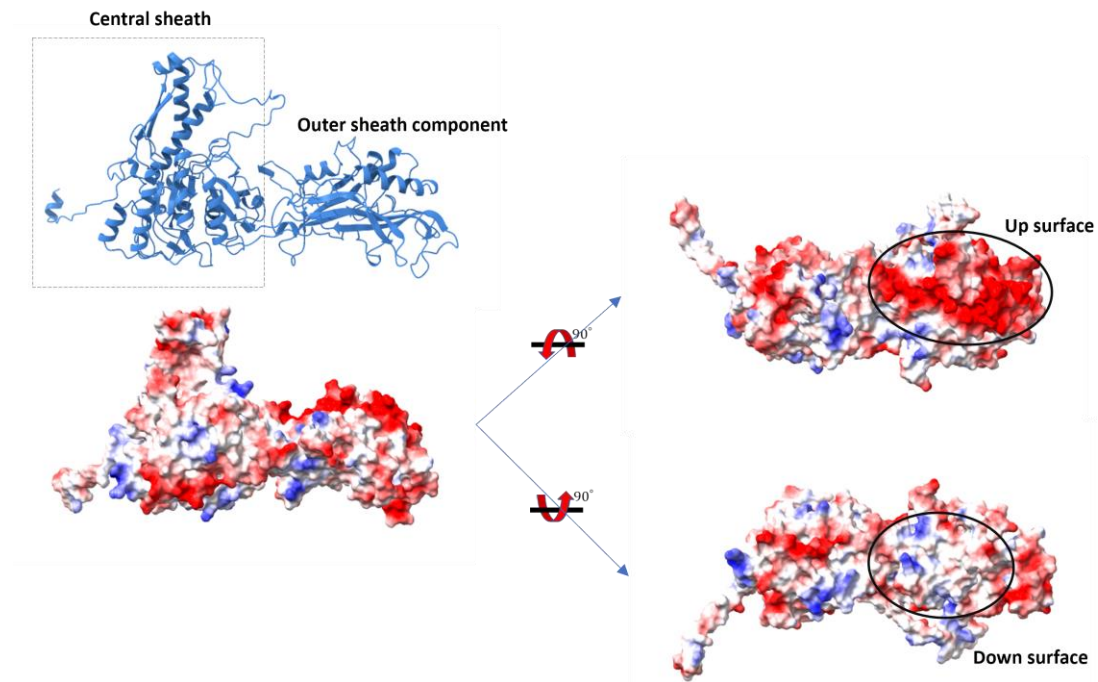 Central sheath
Outer sheath component
Up surface
90°
90°
Down surface